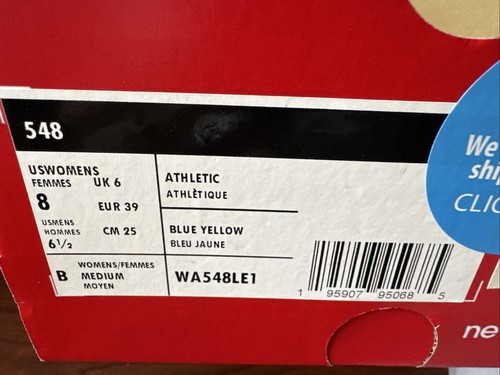 548
USWOMENS
FEMMES UK 6
8
EUR 39
USMENS
HOMMES CM 25
6½
B WOMENS/FEMMES
MEDIUM
MOYEN
ATHLETIC
ATHLÈTIQUE
BLUE YELLOW
BLEU JAUNE
WA548LE1
1 95907 95068 5
We
shi
CLIC
ne